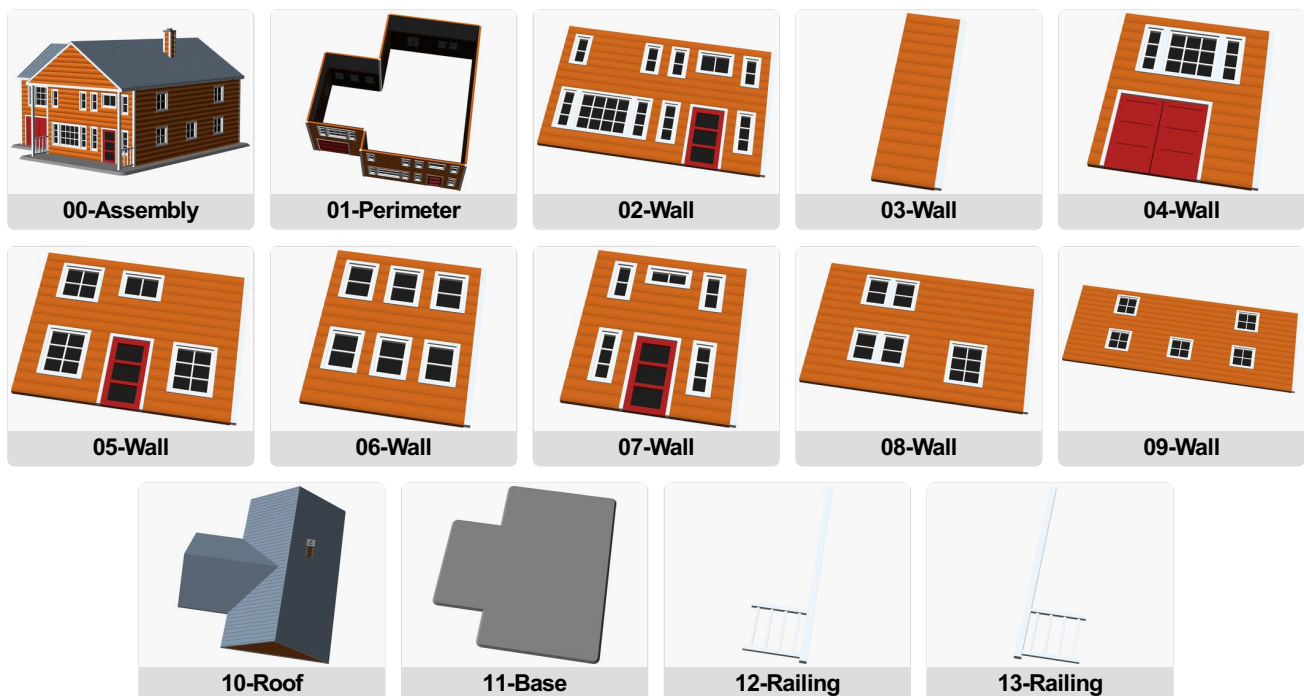 00-Assembly
01-Perimeter
02-Wall
03-Wall
04-Wall
05-Wall
06-Wall
07-Wall
08-Wall
09-Wall
10-Roof
11-Base
12-Railing
13-Railing